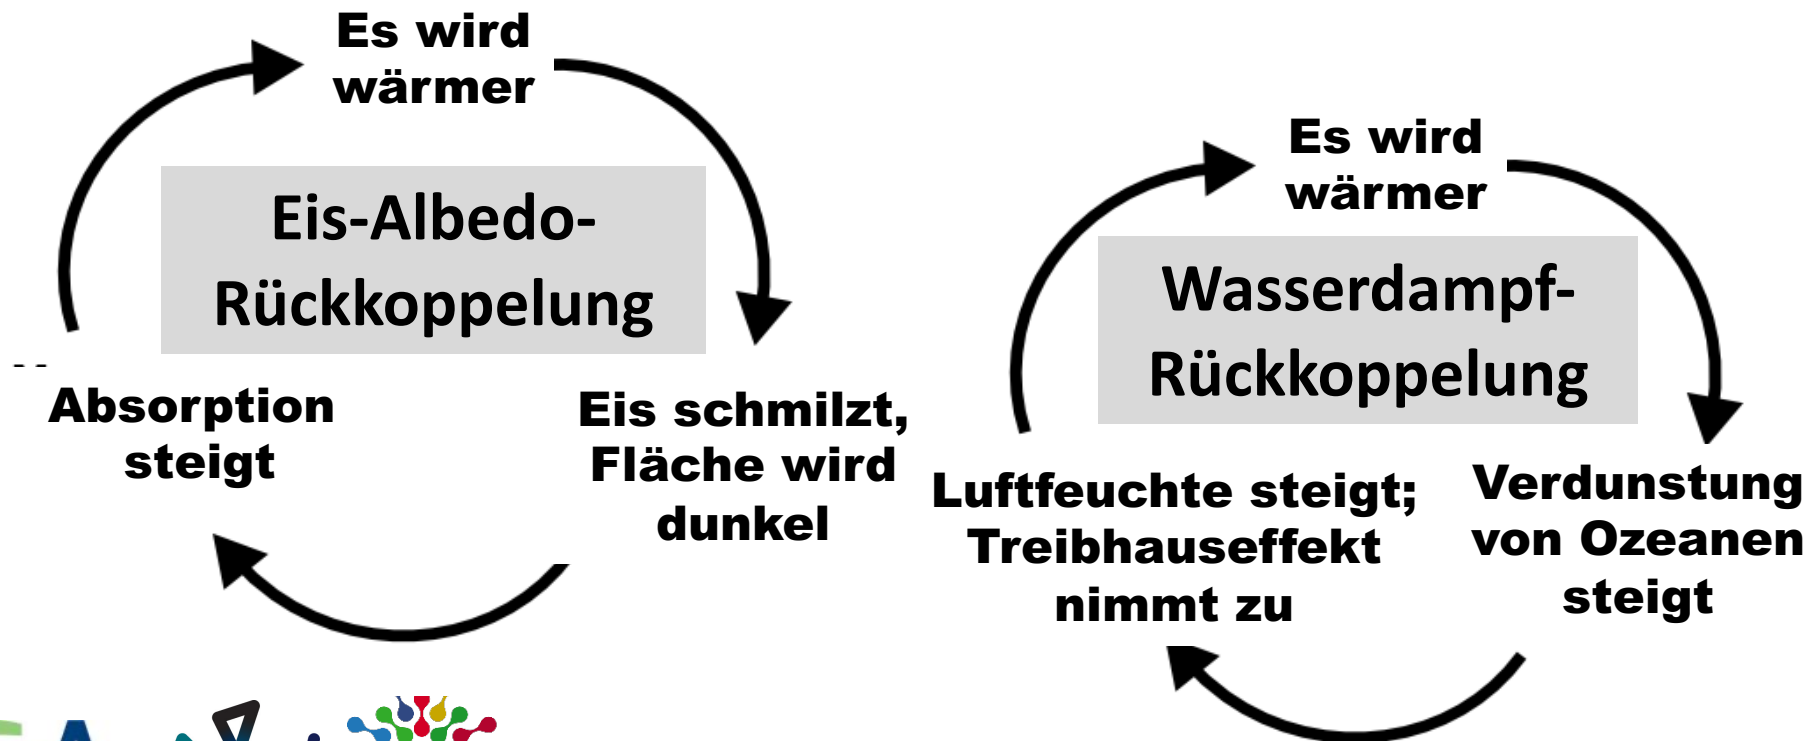 Es wird
wärmer
Eis-Albedo-
Rückkoppelung
Absorption
steigt
Eis schmilzt,
Fläche wird
dunkel
Es wird
wärmer
Wasserdampf-
Rückkoppelung
Luftfeuchte steigt;
Treibhauseffekt
nimmt zu
Verdunstung
von Ozeanen
steigt